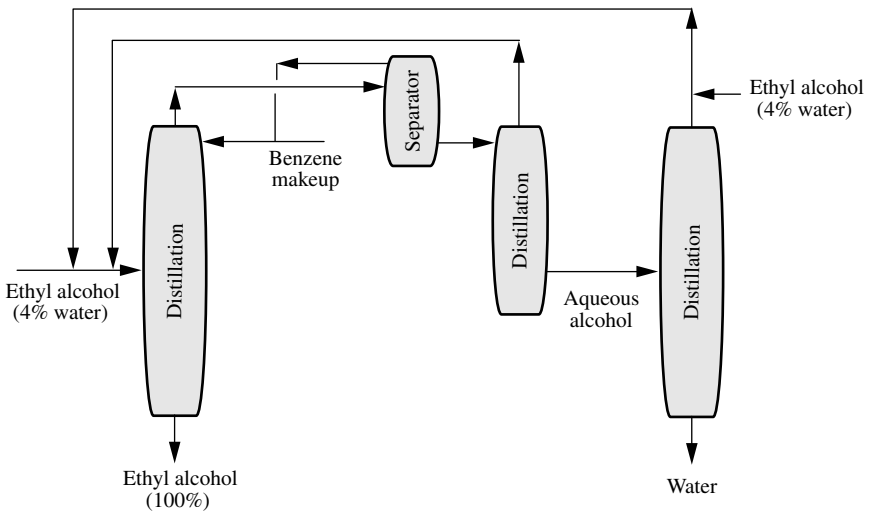 Separator
Ethyl alcohol
(4% water)
Benzene
makeup
Distillation
Distillation
Distillation
Ethyl alcohol
(4% water)
Aqueous
alcohol
Ethyl alcohol
(100%)
Water